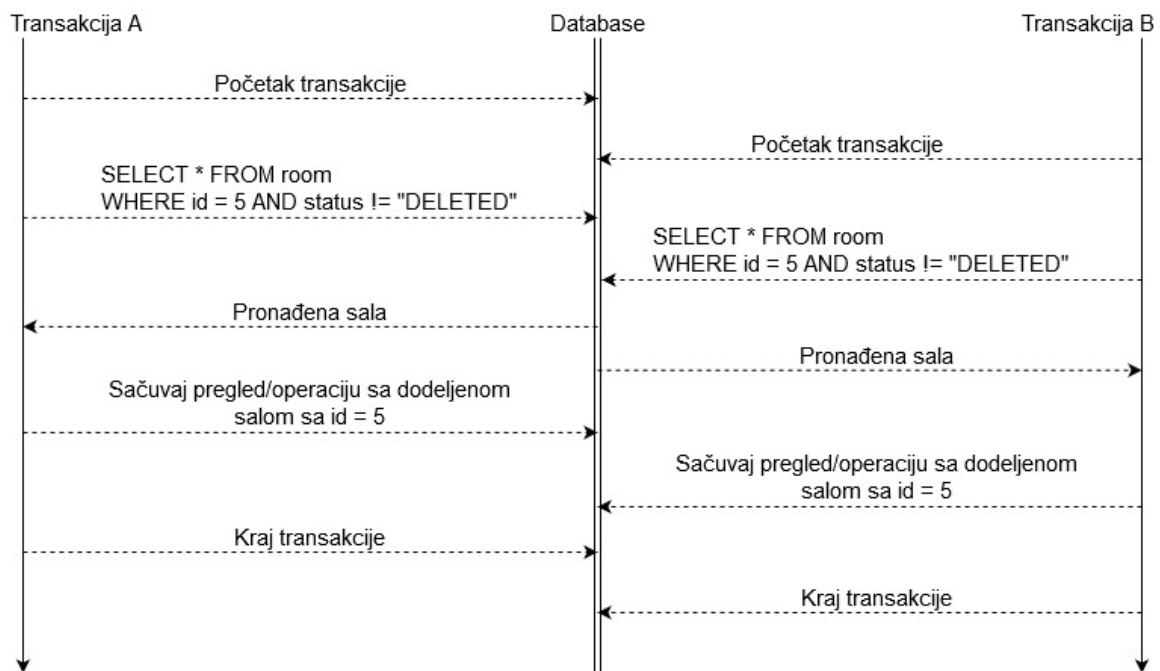 Transakcija A
Database
Transakcija B
Početak transakcije
Početak transakcije
SELECT * FROM room
WHERE id = 5 AND status != "DELETED"
SELECT * FROM room
WHERE id = 5 AND status != "DELETED"
Pronađena sala
Pronađena sala
Sačuvaj pregled/operaciju sa dodeljenom
salom sa id = 5
Sačuvaj pregled/operaciju sa dodeljenom
salom sa id = 5
Kraj transakcije
Kraj transakcije